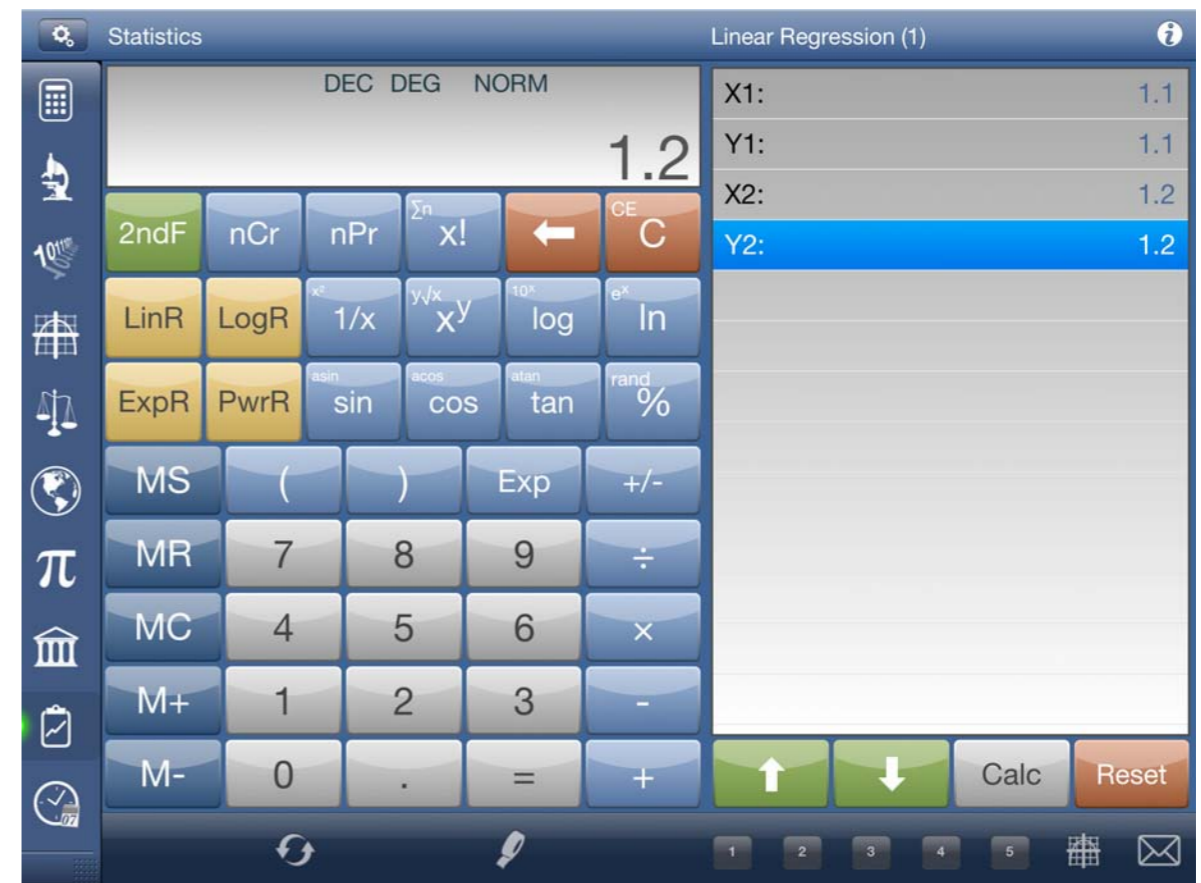 Statistics
Linear Regression (1)
DEC DEG NORM
1.2
2ndF nCr nPr Σn x! CE C
LinR LogR x² 1/x y√x xʸ 10ˣ log eˣ ln
ExpR PwrR asin sin acos cos atan tan rand %
MS ( ) Exp +/-
MR 7 8 9 ÷
MC 4 5 6 ×
M+ 1 2 3 -
M- 0 . = +
X1: 1.1
Y1: 1.1
X2: 1.2
Y2: 1.2
Calc Reset
1 2 3 4 5
π
07